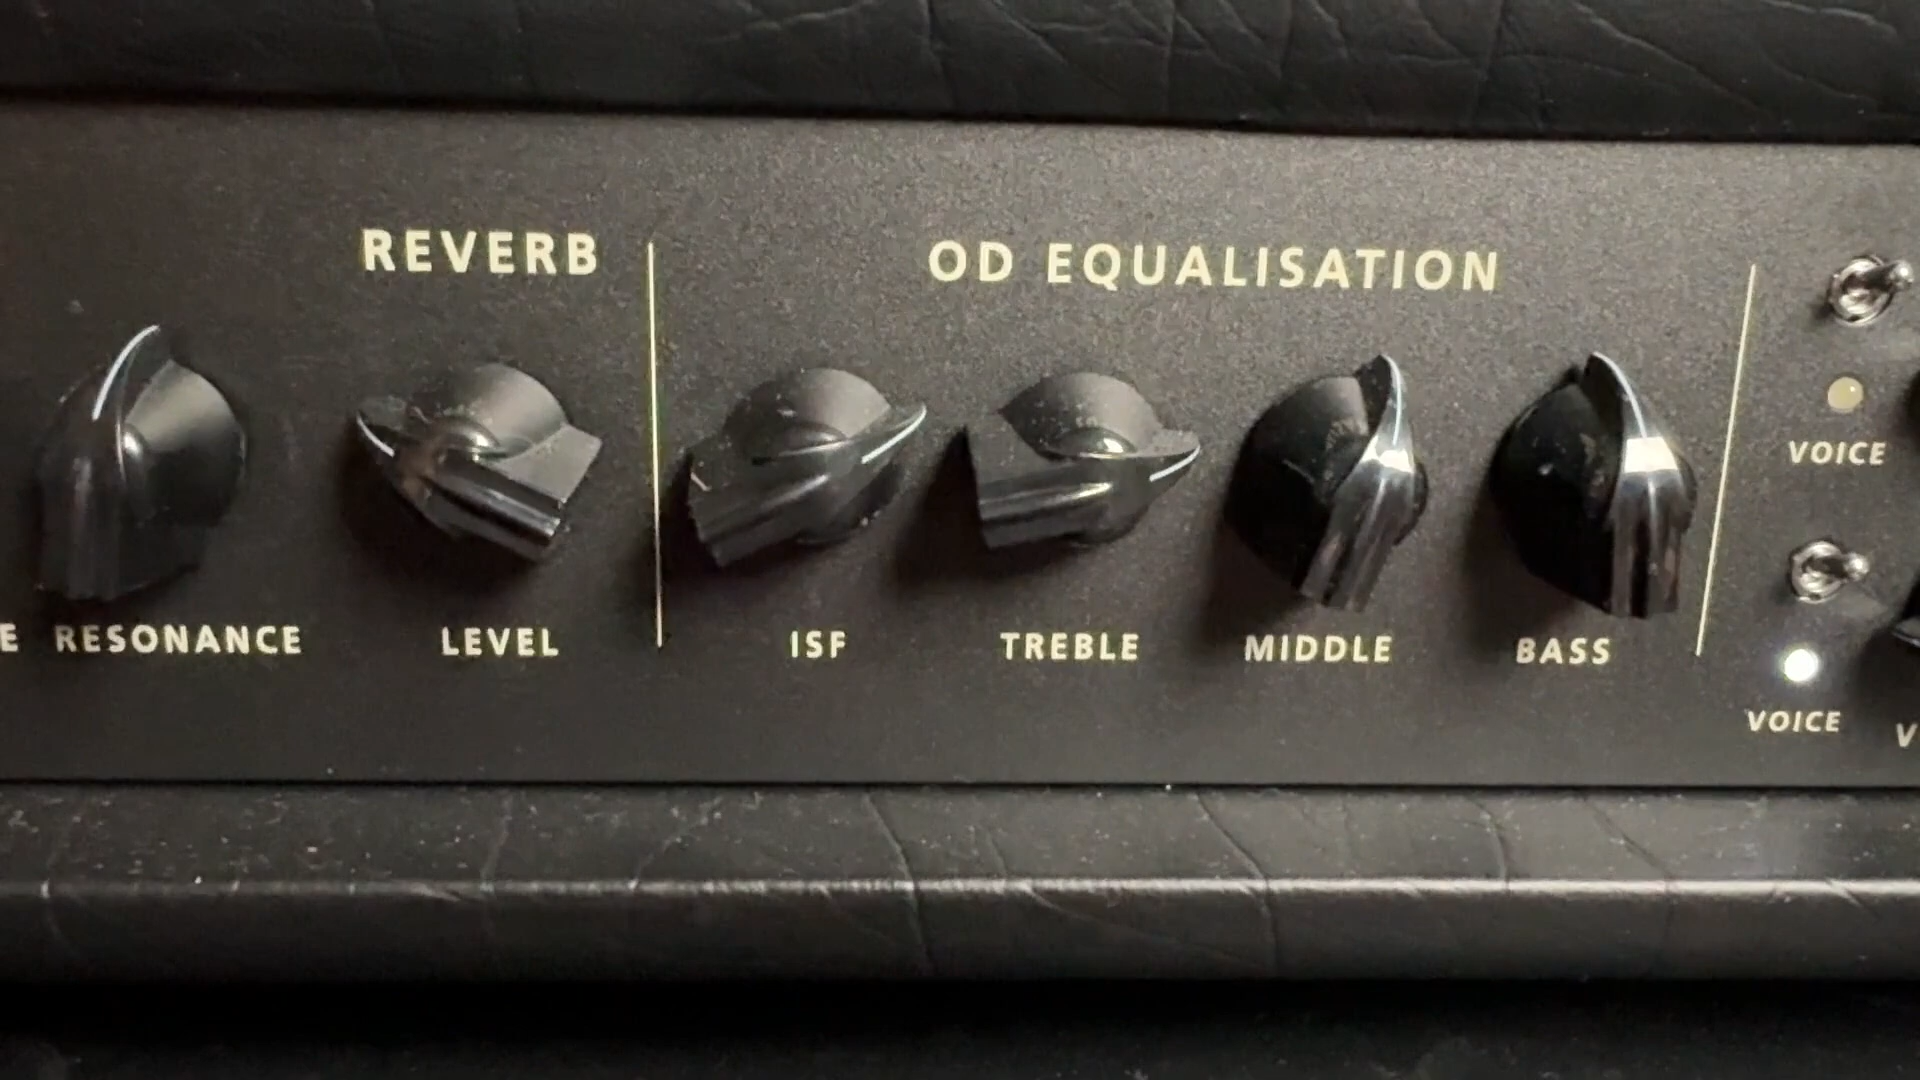 REVERB
OD EQUALISATION
VOICE
RESONANCE
LEVEL
ISF
TREBLE
MIDDLE
BASS
VOICE